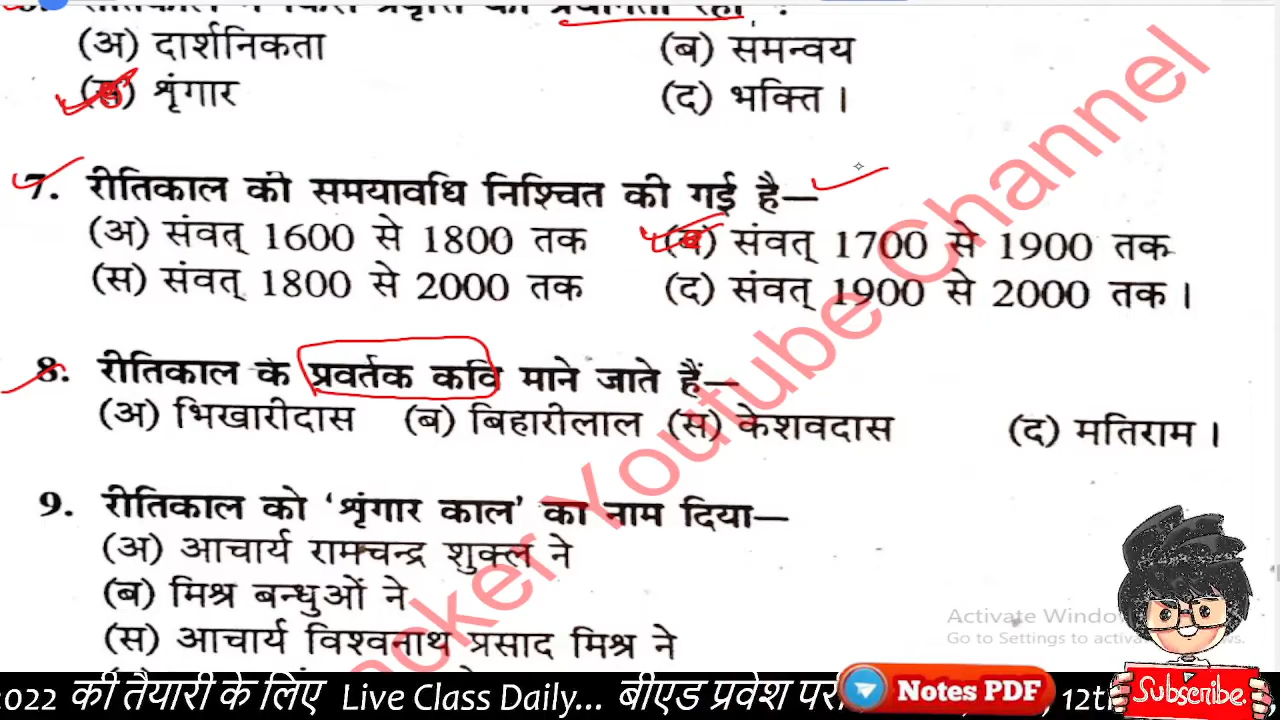 (अ) दार्शनिकता (ब) समन्वय
(स) शृंगार (द) भक्ति ।
7. रीतिकाल की समयावधि निश्चित की गई है—
(अ) संवत् 1600 से 1800 तक (ब) संवत् 1700 से 1900 तक
(स) संवत् 1800 से 2000 तक (द) संवत् 1900 से 2000 तक ।
8. रीतिकाल के प्रवर्तक कवि माने जाते हैं—
(अ) भिखारीदास (ब) बिहारीलाल (स) केशवदास (द) मतिराम ।
9. रीतिकाल को ‘शृंगार काल’ का नाम दिया—
(अ) आचार्य रामचन्द्र शुक्ल ने
(ब) मिश्र बन्धुओं ने
(स) आचार्य विश्वनाथ प्रसाद मिश्र ने
Youtube Channel
Activate Windows
Go to Settings to activate
2022 की तैयारी के लिए Live Class Daily... बीएड प्रवेश
Notes PDF
12th
Subscribe